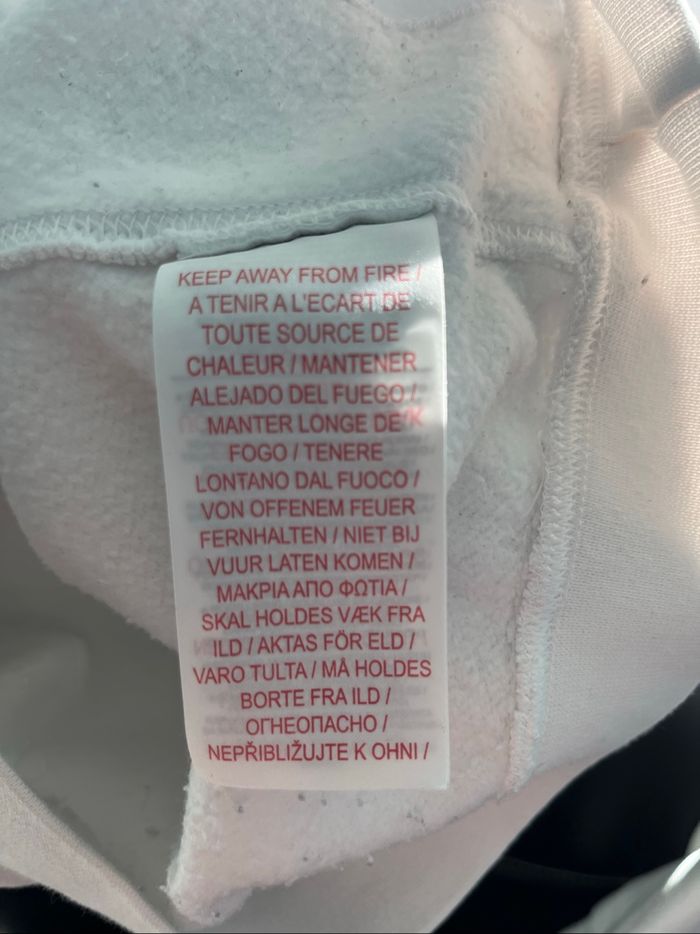 KEEP AWAY FROM FIRE /
A TENIR A L'ECART DE
TOUTE SOURCE DE
CHALEUR / MANTENER
ALEJADO DEL FUEGO /
MANTER LONGE DE
FOGO / TENERE
LONTANO DAL FUOCO /
VON OFFENEM FEUER
FERNHALTEN / NIET BIJ
VUUR LATEN KOMEN /
ΜΑΚΡΙΑ ΑΠΟ ΦΩΤΙΑ /
SKAL HOLDES VÆK FRA
ILD / AKTAS FÖR ELD /
VARO TULTA / MÅ HOLDES
BORTE FRA ILD /
ОГНЕОПАСНО /
NEPŘIBLIŽUJTE K OHNI /